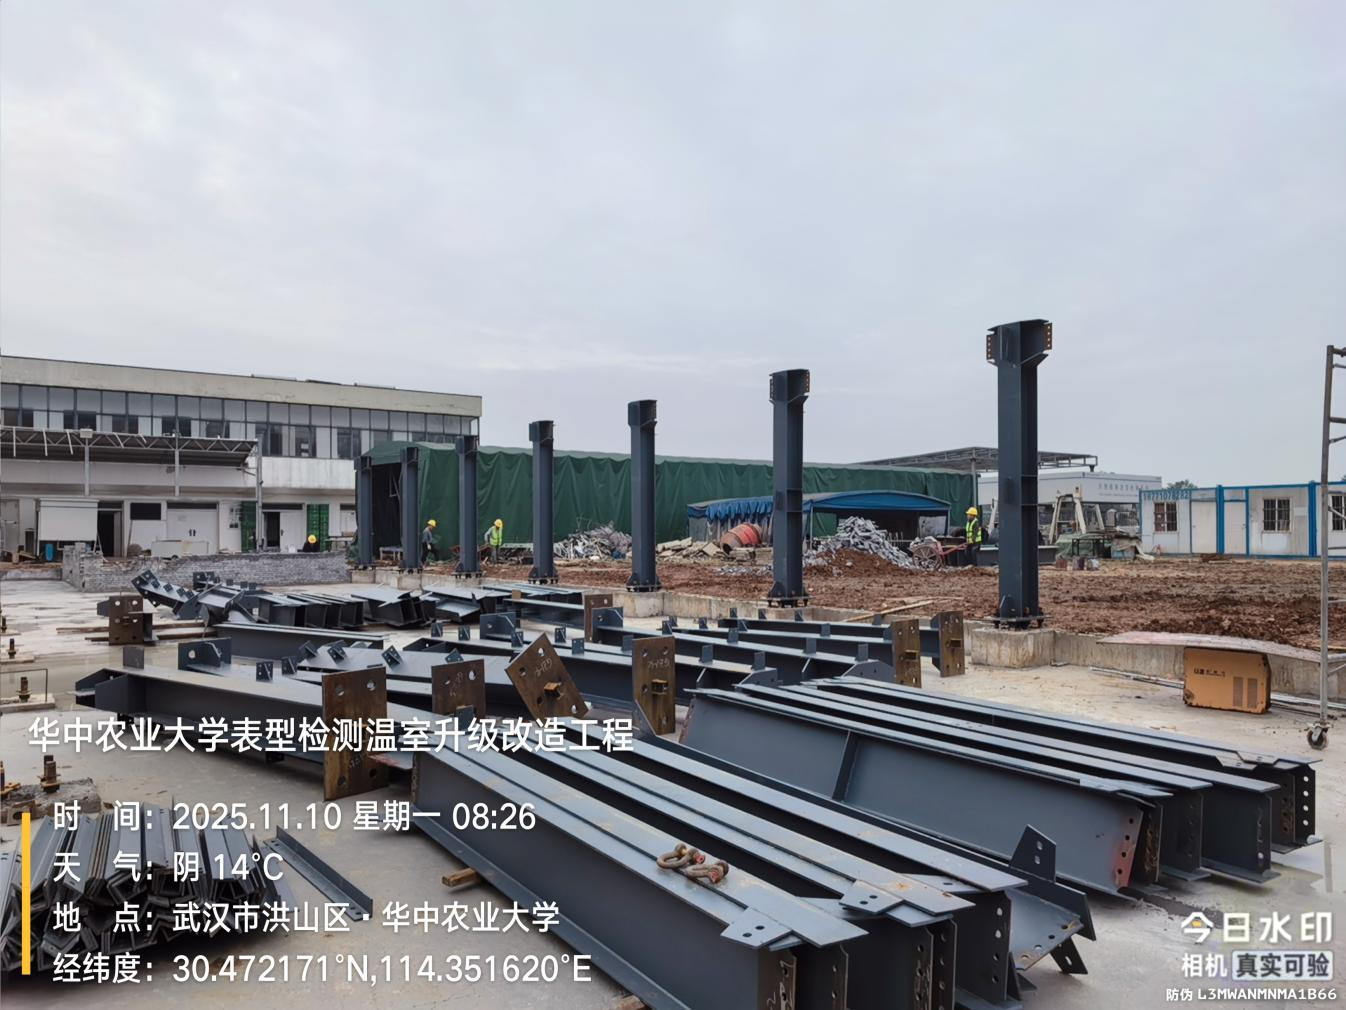 18771078282
华中农业大学表型检测温室升级改造工程
时 间：2025.11.10 星期一 08:26
天 气：阴 14℃
地 点：武汉市洪山区·华中农业大学
经纬度：30.472171°N,114.351620°E
今日水印
相机 真实可验
防伪 L3MWANMNMA1B66